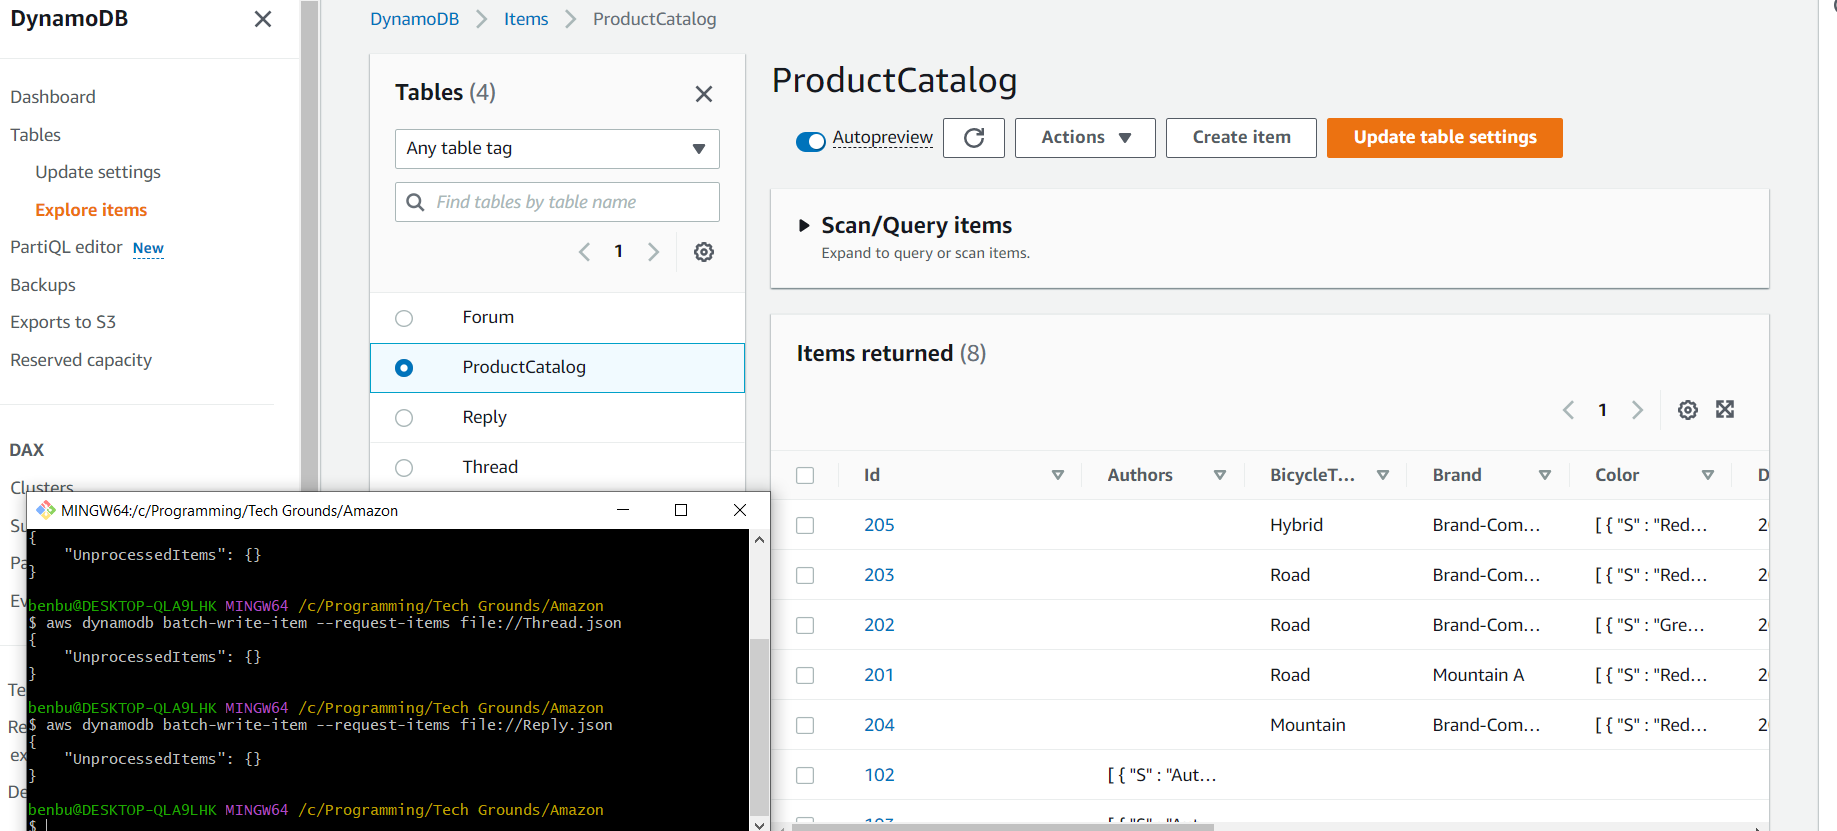 DynamoDB
Dashboard
Tables
Update settings
Explore items
PartiQL editor New
Backups
Exports to S3
Reserved capacity
DAX
Clusters
DynamoDB
Items
ProductCatalog
Tables (4)
Any table tag
Find tables by table name
1
Forum
ProductCatalog
Reply
Thread
ProductCatalog
Autopreview
Actions
Create item
Update table settings
Scan/Query items
Expand to query or scan items.
Items returned (8)
1
Id Authors BicycleT... Brand Color D
205 Hybrid Brand-Com... [ { "S" : "Red...
203 Road Brand-Com... [ { "S" : "Red...
202 Road Brand-Com... [ { "S" : "Gre...
201 Road Mountain A [ { "S" : "Red...
204 Mountain Brand-Com... [ { "S" : "Red...
102 [ { "S" : "Aut...
MINGW64:/c/Programming/Tech Grounds/Amazon
{
"UnprocessedItems": {}
}
benbu@DESKTOP-QLA9LHK MINGW64 /c/Programming/Tech Grounds/Amazon
$ aws dynamodb batch-write-item --request-items file://Thread.json
{
"UnprocessedItems": {}
}
benbu@DESKTOP-QLA9LHK MINGW64 /c/Programming/Tech Grounds/Amazon
$ aws dynamodb batch-write-item --request-items file://Reply.json
{
"UnprocessedItems": {}
}
benbu@DESKTOP-QLA9LHK MINGW64 /c/Programming/Tech Grounds/Amazon
$